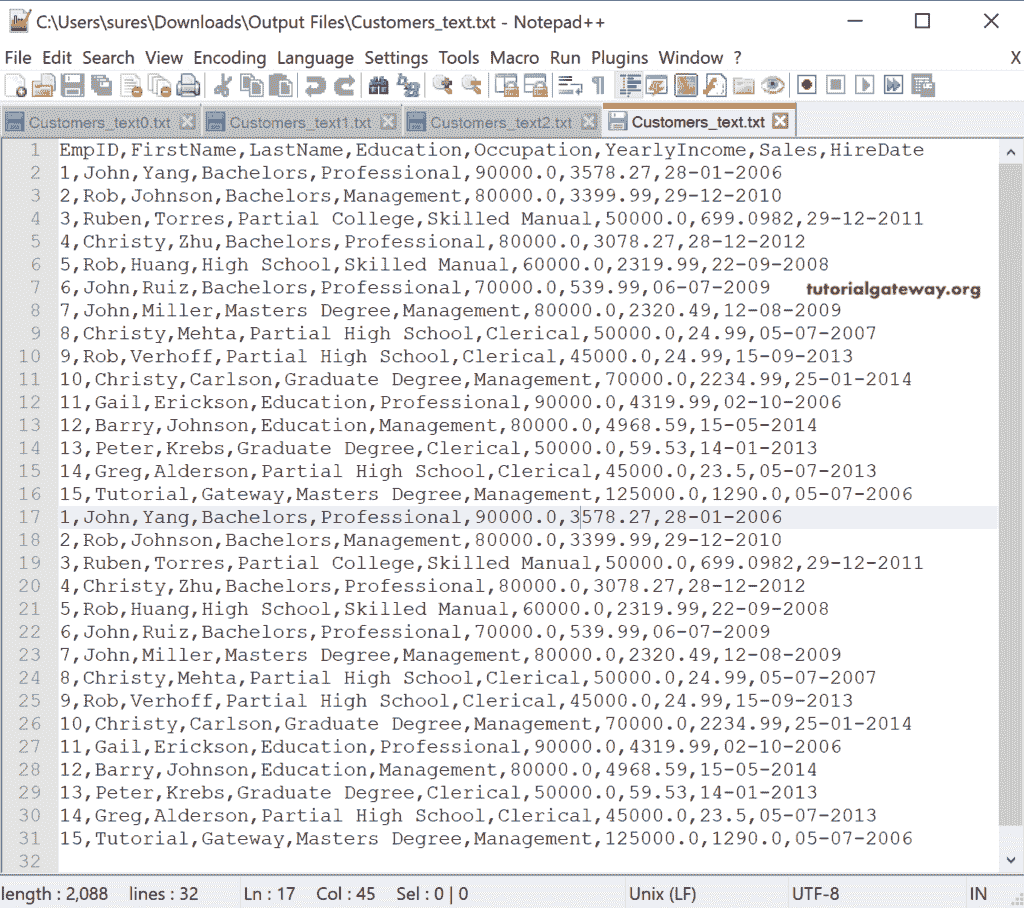 C:\Users\sures\Downloads\Output Files\Customers_text.txt - Notepad++
File Edit Search View Encoding Language Settings Tools Macro Run Plugins Window ? X
Customers_text0.txt Customers_text1.txt Customers_text2.txt Customers_text.txt
1 EmpID,FirstName,LastName,Education,Occupation,YearlyIncome,Sales,HireDate
2 1,John,Yang,Bachelors,Professional,90000.0,3578.27,28-01-2006
3 2,Rob,Johnson,Bachelors,Management,80000.0,3399.99,29-12-2010
4 3,Ruben,Torres,Partial College,Skilled Manual,50000.0,699.0982,29-12-2011
5 4,Christy,Zhu,Bachelors,Professional,80000.0,3078.27,28-12-2012
6 5,Rob,Huang,High School,Skilled Manual,60000.0,2319.99,22-09-2008
7 6,John,Ruiz,Bachelors,Professional,70000.0,539.99,06-07-2009
tutorialgateway.org
8 7,John,Miller,Masters Degree,Management,80000.0,2320.49,12-08-2009
9 8,Christy,Mehta,Partial High School,Clerical,50000.0,24.99,05-07-2007
10 9,Rob,Verhoff,Partial High School,Clerical,45000.0,24.99,15-09-2013
11 10,Christy,Carlson,Graduate Degree,Management,70000.0,2234.99,25-01-2014
12 11,Gail,Erickson,Education,Professional,90000.0,4319.99,02-10-2006
13 12,Barry,Johnson,Education,Management,80000.0,4968.59,15-05-2014
14 13,Peter,Krebs,Graduate Degree,Clerical,50000.0,59.53,14-01-2013
15 14,Greg,Alderson,Partial High School,Clerical,45000.0,23.5,05-07-2013
16 15,Tutorial,Gateway,Masters Degree,Management,125000.0,1290.0,05-07-2006
17 1,John,Yang,Bachelors,Professional,90000.0,3578.27,28-01-2006
18 2,Rob,Johnson,Bachelors,Management,80000.0,3399.99,29-12-2010
19 3,Ruben,Torres,Partial College,Skilled Manual,50000.0,699.0982,29-12-2011
20 4,Christy,Zhu,Bachelors,Professional,80000.0,3078.27,28-12-2012
21 5,Rob,Huang,High School,Skilled Manual,60000.0,2319.99,22-09-2008
22 6,John,Ruiz,Bachelors,Professional,70000.0,539.99,06-07-2009
23 7,John,Miller,Masters Degree,Management,80000.0,2320.49,12-08-2009
24 8,Christy,Mehta,Partial High School,Clerical,50000.0,24.99,05-07-2007
25 9,Rob,Verhoff,Partial High School,Clerical,45000.0,24.99,15-09-2013
26 10,Christy,Carlson,Graduate Degree,Management,70000.0,2234.99,25-01-2014
27 11,Gail,Erickson,Education,Professional,90000.0,4319.99,02-10-2006
28 12,Barry,Johnson,Education,Management,80000.0,4968.59,15-05-2014
29 13,Peter,Krebs,Graduate Degree,Clerical,50000.0,59.53,14-01-2013
30 14,Greg,Alderson,Partial High School,Clerical,45000.0,23.5,05-07-2013
31 15,Tutorial,Gateway,Masters Degree,Management,125000.0,1290.0,05-07-2006
32
length : 2,088 lines : 32 Ln : 17 Col : 45 Sel : 0 | 0 Unix (LF) UTF-8 IN